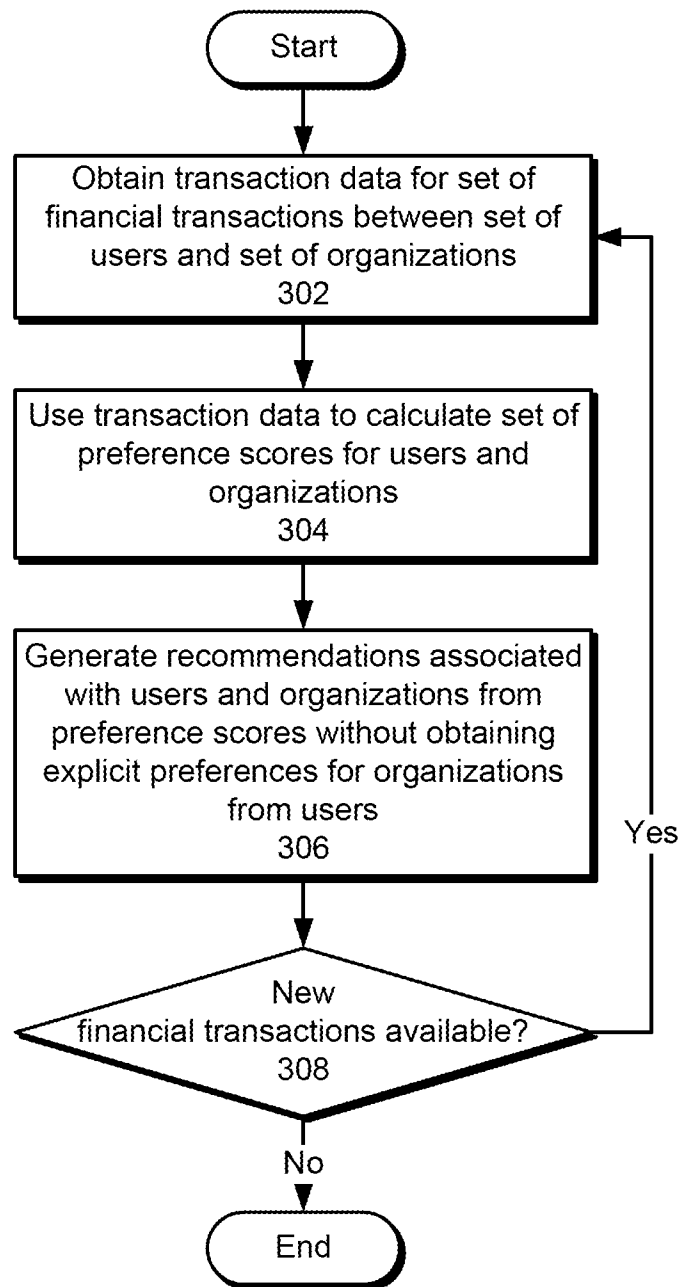 Start
Obtain transaction data for set of
financial transactions between set of
users and set of organizations
302
Use transaction data to calculate set of
preference scores for users and
organizations
304
Generate recommendations associated
with users and organizations from
preference scores without obtaining
explicit preferences for organizations
from users
306
Yes
New
financial transactions available?
308
No
End